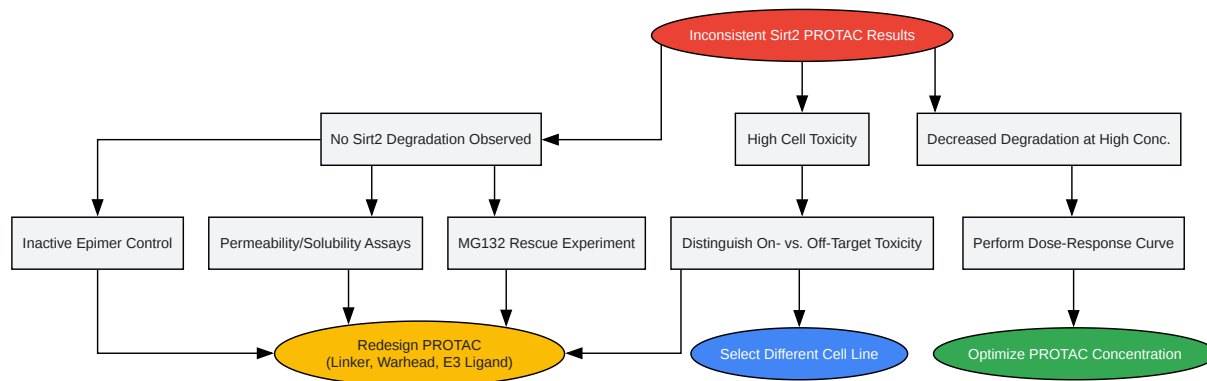 Inconsistent Sirt2 PROTAC Results
No Sirt2 Degradation Observed
High Cell Toxicity
Decreased Degradation at High Conc.
Inactive Epimer Control
Permeability/Solubility Assays
MG132 Rescue Experiment
Distinguish On- vs. Off-Target Toxicity
Perform Dose-Response Curve
Redesign PROTAC
(Linker, Warhead, E3 Ligand)
Select Different Cell Line
Optimize PROTAC Concentration